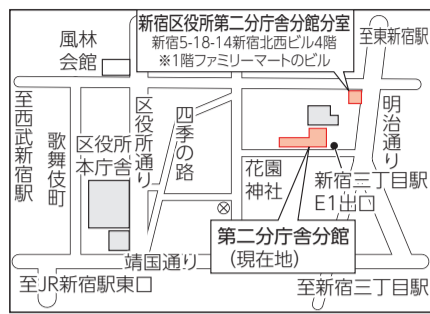 新宿区役所第二分庁舎分館分室
新宿5-18-14新宿北西ビル4階
※1階ファミリーマートのビル
風林
会館
至東新宿駅
至西武新宿駅
歌舞伎町
区役所
本庁舎
区役所通り
四季の路
花園
神社
明治通り
新宿三丁目駅
E1出口
第二分庁舎分館
(現在地)
靖国通り
至JR新宿駅東口
至新宿三丁目駅